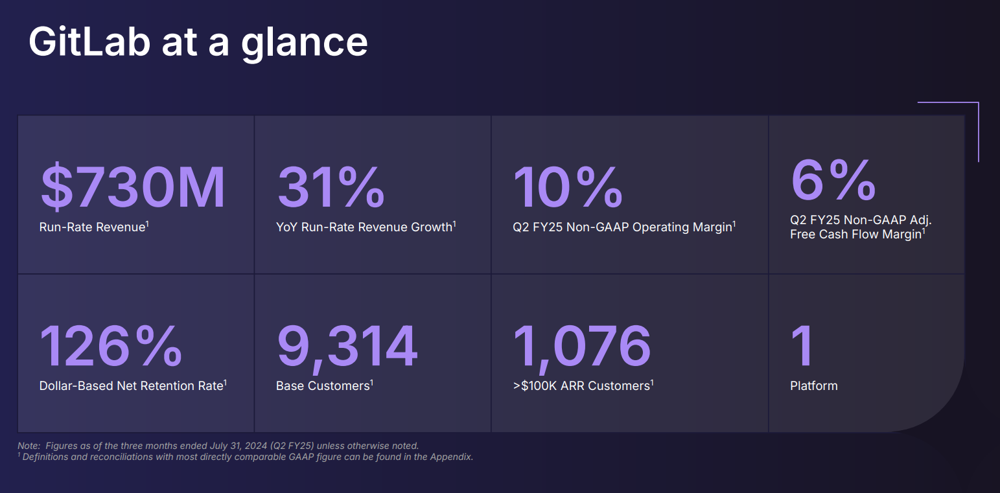 GitLab at a glance
$730M
Run-Rate Revenue¹
31%
YoY Run-Rate Revenue Growth¹
10%
Q2 FY25 Non-GAAP Operating Margin¹
6%
Q2 FY25 Non-GAAP Adj.
Free Cash Flow Margin¹
126%
Dollar-Based Net Retention Rate¹
9,314
Base Customers¹
1,076
>$100K ARR Customers¹
1
Platform
Note:  Figures as of the three months ended July 31, 2024 (Q2 FY25) unless otherwise noted.
¹ Definitions and reconciliations with most directly comparable GAAP figure can be found in the Appendix.